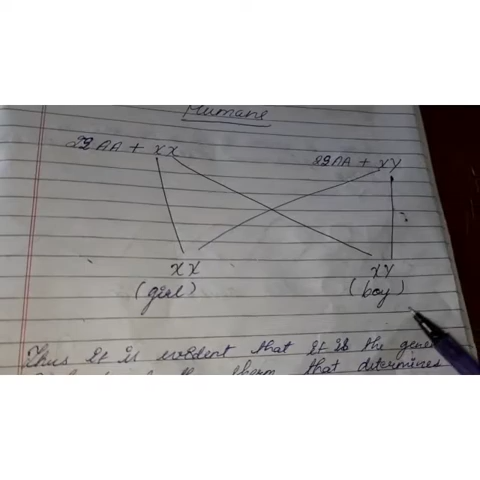 Humans
22AA + XX 22AA + XY
XX XY
(girl) (boy)
Thus it is evident that it is the gene
that determines